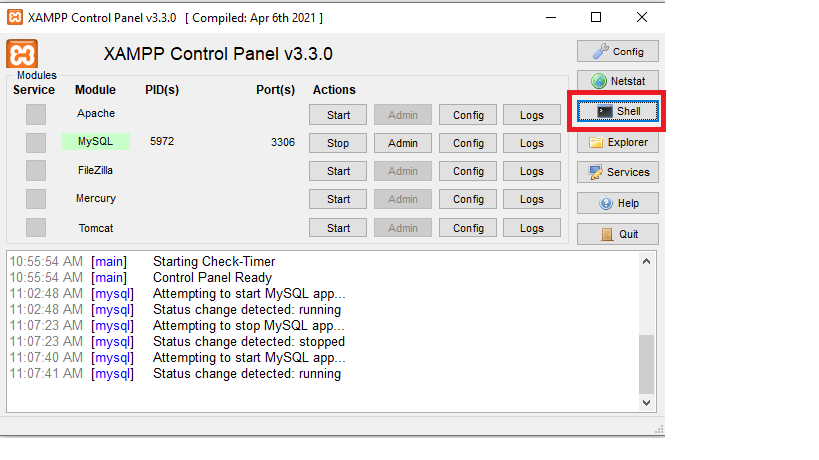 XAMPP Control Panel v3.3.0 [ Compiled: Apr 6th 2021 ]
XAMPP Control Panel v3.3.0
Config
Netstat
Shell
Explorer
Services
Help
Quit
Modules
Service Module PID(s) Port(s) Actions
Apache Start Admin Config Logs
MySQL 5972 3306 Stop Admin Config Logs
FileZilla Start Admin Config Logs
Mercury Start Admin Config Logs
Tomcat Start Admin Config Logs
10:55:54 AM [main] Starting Check-Timer
10:55:54 AM [main] Control Panel Ready
11:02:48 AM [mysql] Attempting to start MySQL app...
11:02:48 AM [mysql] Status change detected: running
11:07:23 AM [mysql] Attempting to stop MySQL app...
11:07:23 AM [mysql] Status change detected: stopped
11:07:40 AM [mysql] Attempting to start MySQL app...
11:07:41 AM [mysql] Status change detected: running